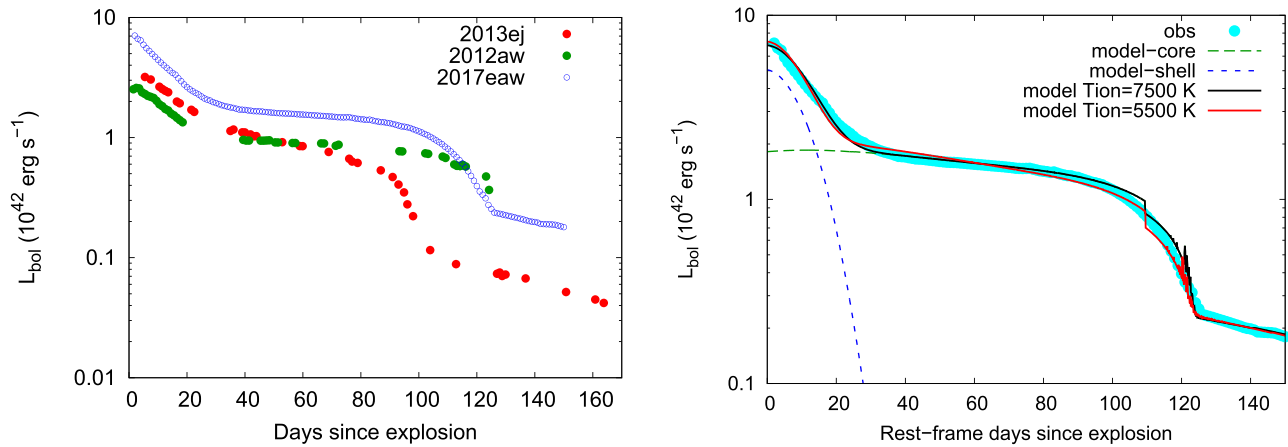 2013ej
2012aw
2017eaw
10
1
0.1
0.01
L_bol (10^42 erg s^−1)
0 20 40 60 80 100 120 140 160
Days since explosion
obs
model−core
model−shell
model Tion=7500 K
model Tion=5500 K
10
1
0.1
L_bol (10^42 erg s^−1)
0 20 40 60 80 100 120 140
Rest−frame days since explosion